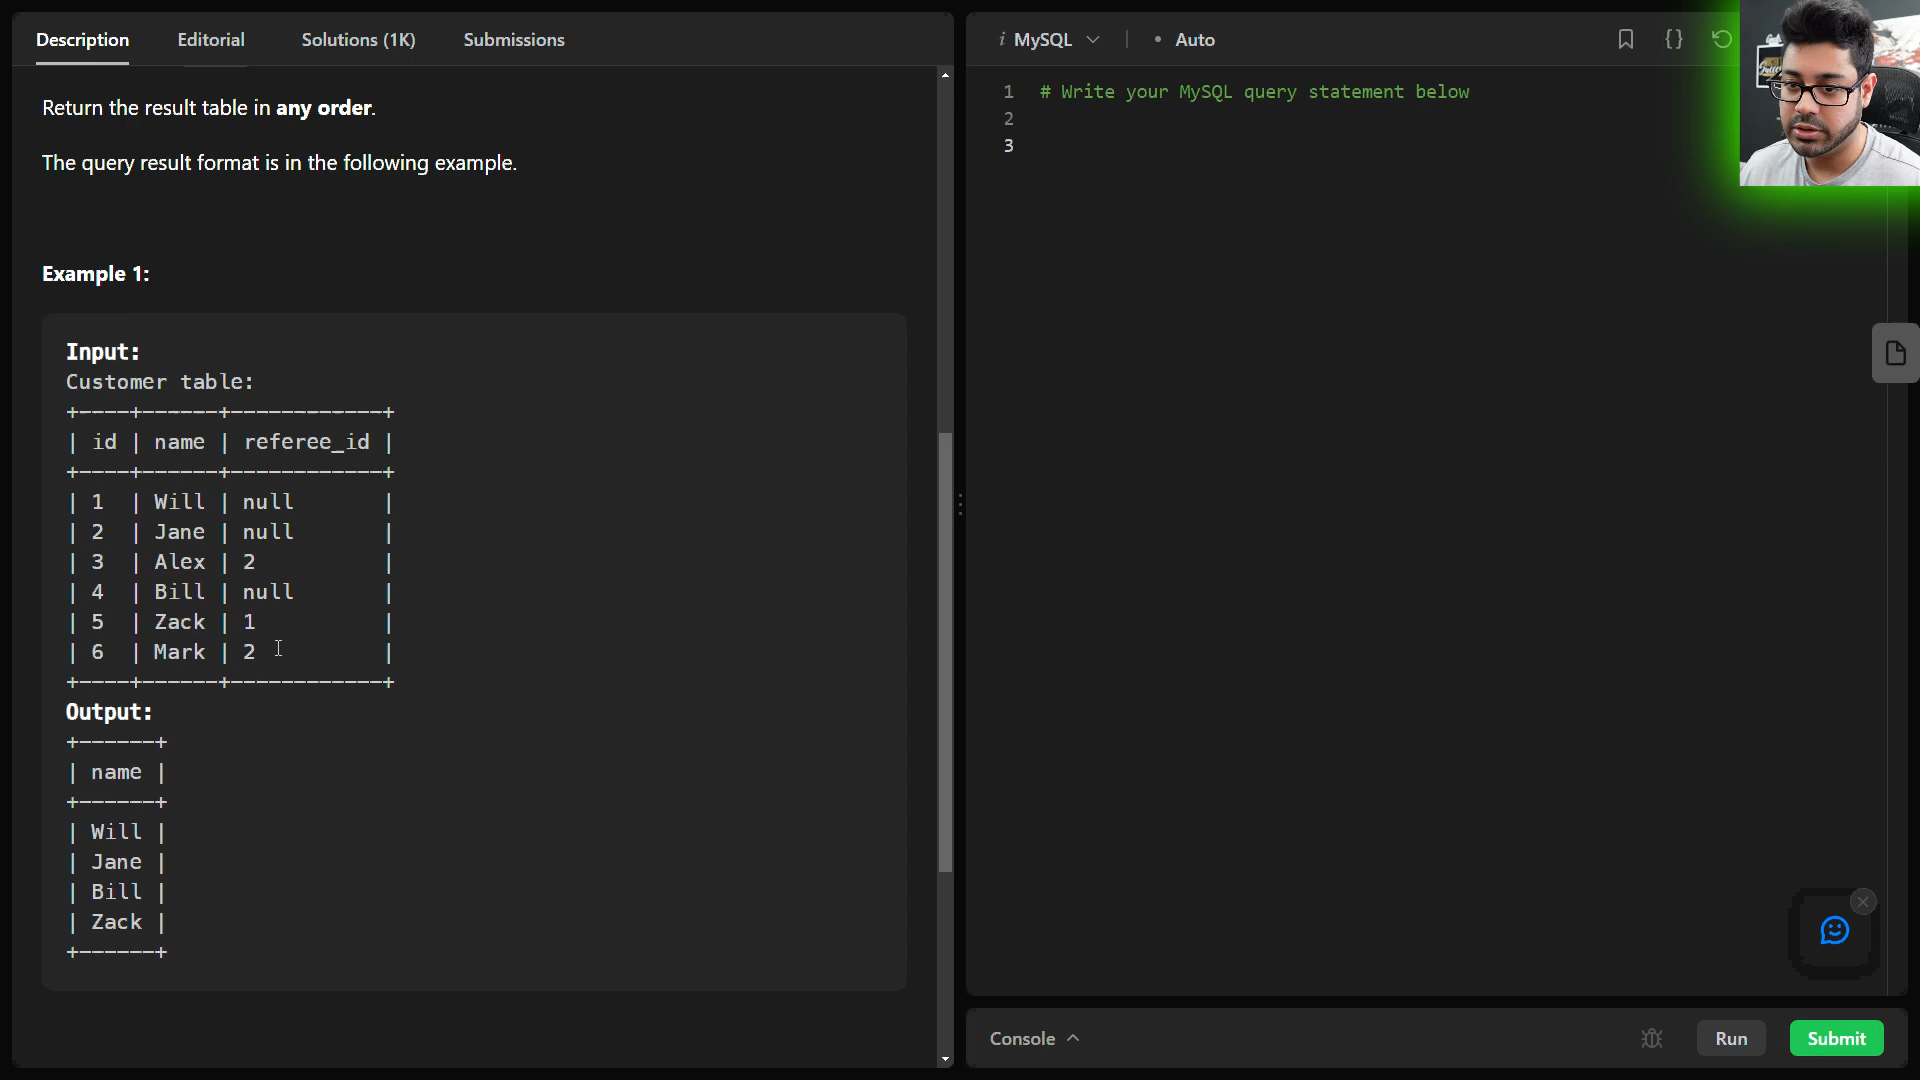 Description Editorial Solutions (1K) Submissions
Return the result table in any order.
The query result format is in the following example.
Example 1:
Input:
Customer table:
+----+------+------------+
| id | name | referee_id |
+----+------+------------+
| 1  | Will | null       |
| 2  | Jane | null       |
| 3  | Alex | 2          |
| 4  | Bill | null       |
| 5  | Zack | 1          |
| 6  | Mark | 2          |
+----+------+------------+
Output:
+------+
| name |
+------+
| Will |
| Jane |
| Bill |
| Zack |
+------+
i MySQL | • Auto {}
1 # Write your MySQL query statement below
2
3
Console Run Submit